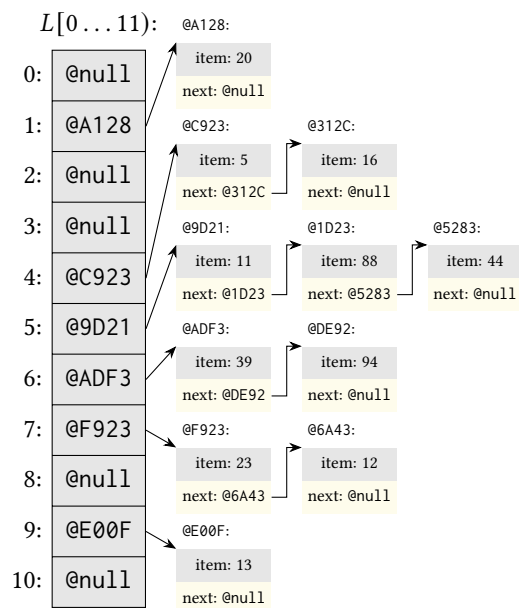 L[0 . . . 11): @A128:
item: 20
0: @null
next: @null
1: @A128
@C923: @312C:
item: 5 item: 16
2: @null
next: @312C next: @null
3: @null
@9D21: @1D23: @5283:
item: 11 item: 88 item: 44
4: @C923
next: @1D23 next: @5283 next: @null
5: @9D21
@ADF3: @DE92:
item: 39 item: 94
6: @ADF3
next: @DE92 next: @null
7: @F923
@F923: @6A43:
item: 23 item: 12
8: @null
next: @6A43 next: @null
9: @E00F
@E00F:
item: 13
10: @null
next: @null